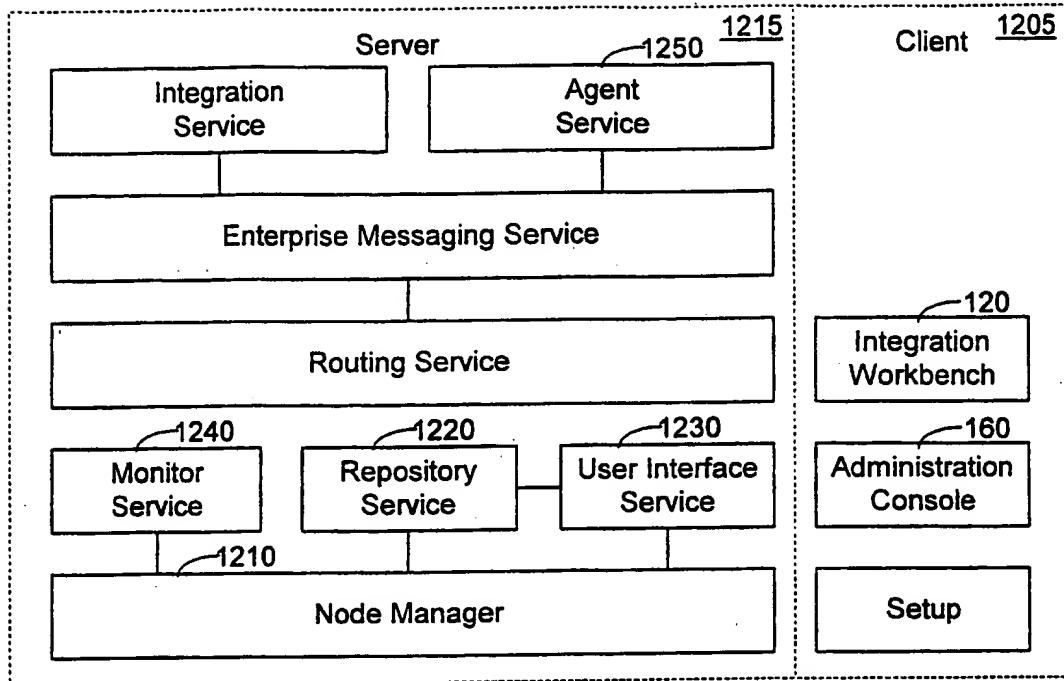 Server
1215
Client
1205
1250
Integration
Service
Agent
Service
Enterprise Messaging Service
Routing Service
120
Integration
Workbench
1240
Monitor
Service
1220
Repository
Service
1230
User Interface
Service
160
Administration
Console
1210
Node Manager
Setup